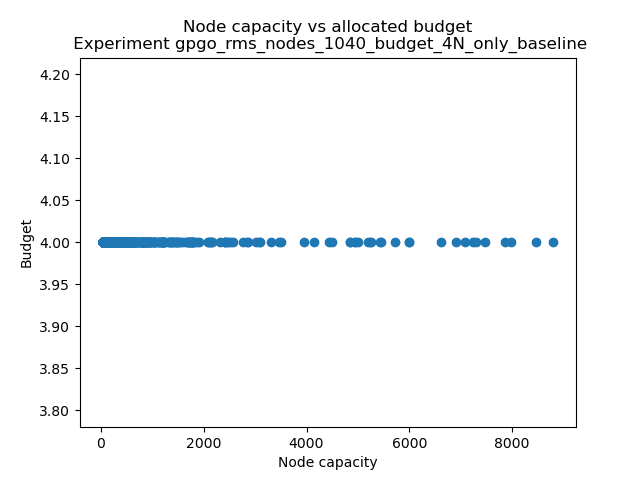 Node capacity vs allocated budget
Experiment gpgo_rms_nodes_1040_budget_4N_only_baseline
4.20
4.15
4.10
4.05
4.00
3.95
3.90
3.85
3.80
Budget
0 2000 4000 6000 8000
Node capacity